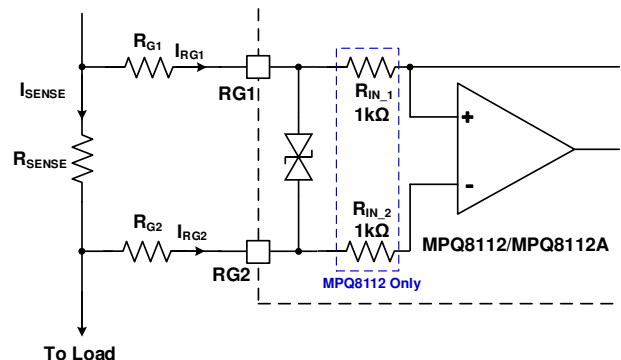 RG1
IRG1
RG1
ISENSE
RSENSE
RIN_1
1kΩ
+
-
RIN_2
1kΩ
RG2
IRG2
RG2
MPQ8112/MPQ8112A
MPQ8112 Only
To Load